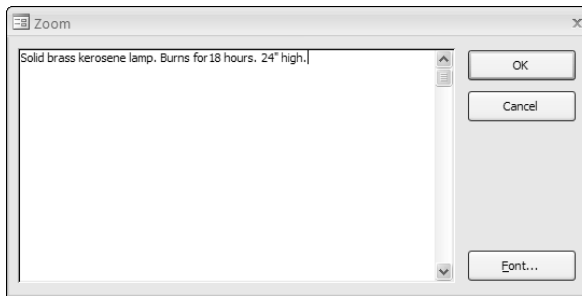 Zoom
Solid brass kerosene lamp. Burns for 18 hours. 24" high.
OK
Cancel
Font...